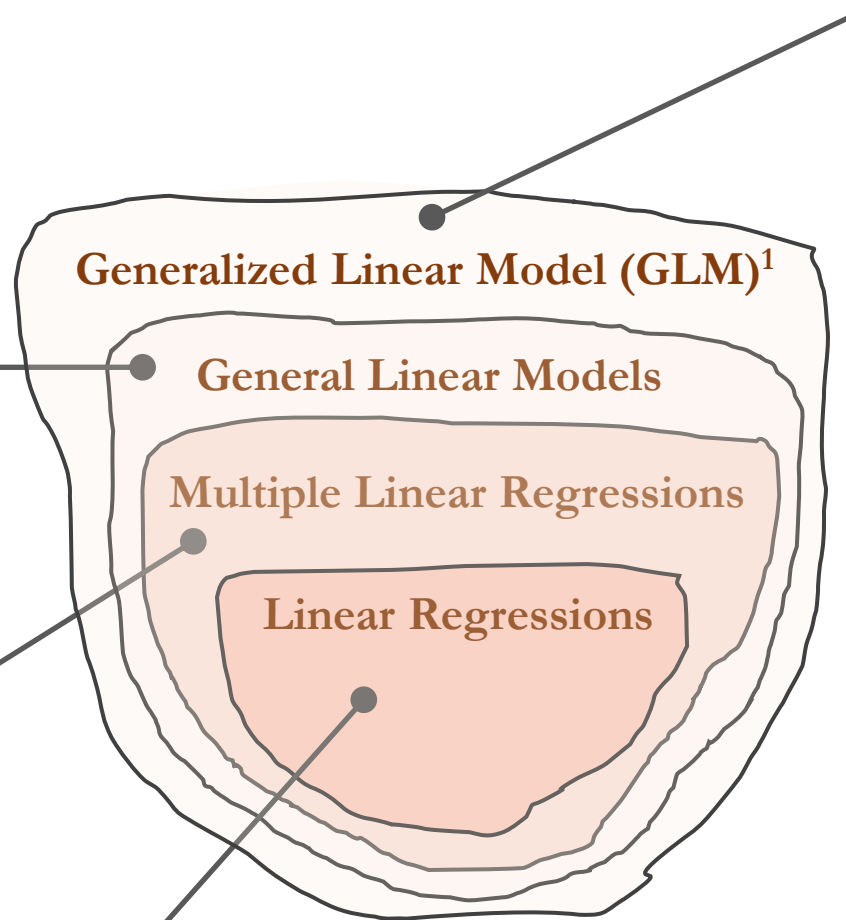 Generalized Linear Model (GLM)¹
General Linear Models
Multiple Linear Regressions
Linear Regressions